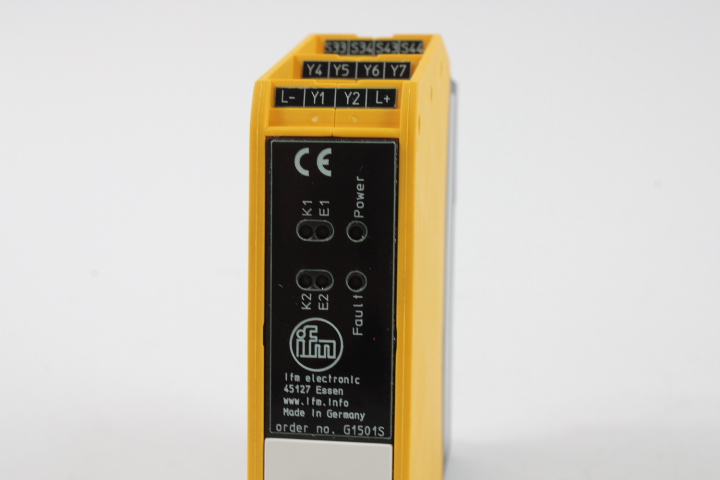 S33 S34 S43 S44
Y4 Y5 Y6 Y7
L- Y1 Y2 L+
CE
K1 E1 Power
K2 E2 Fault
ifm
ifm electronic
45127 Essen
www.ifm.info
Made in Germany
order no. G1501S